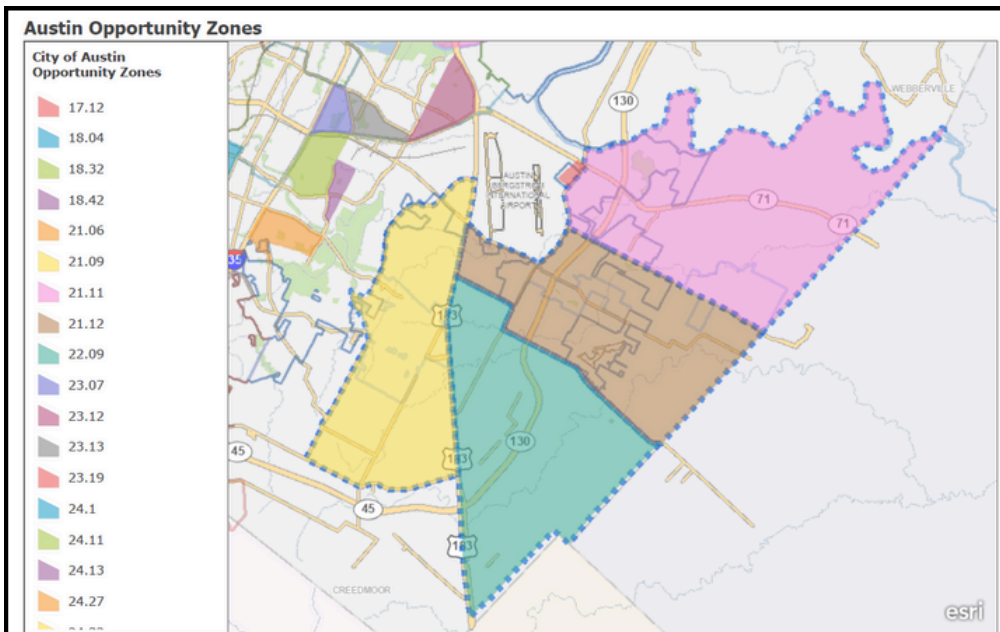 Austin Opportunity Zones
City of Austin
Opportunity Zones
17.12
18.04
18.32
18.42
21.06
21.09
21.11
21.12
22.09
23.07
23.12
23.13
23.19
24.1
24.11
24.13
24.27
130
WEBBERVILLE
AUSTIN
BERGSTROM
INTERNATIONAL
AIRPORT
71
71
35
183
130
45
183
45
183
CREEDMOOR
esri